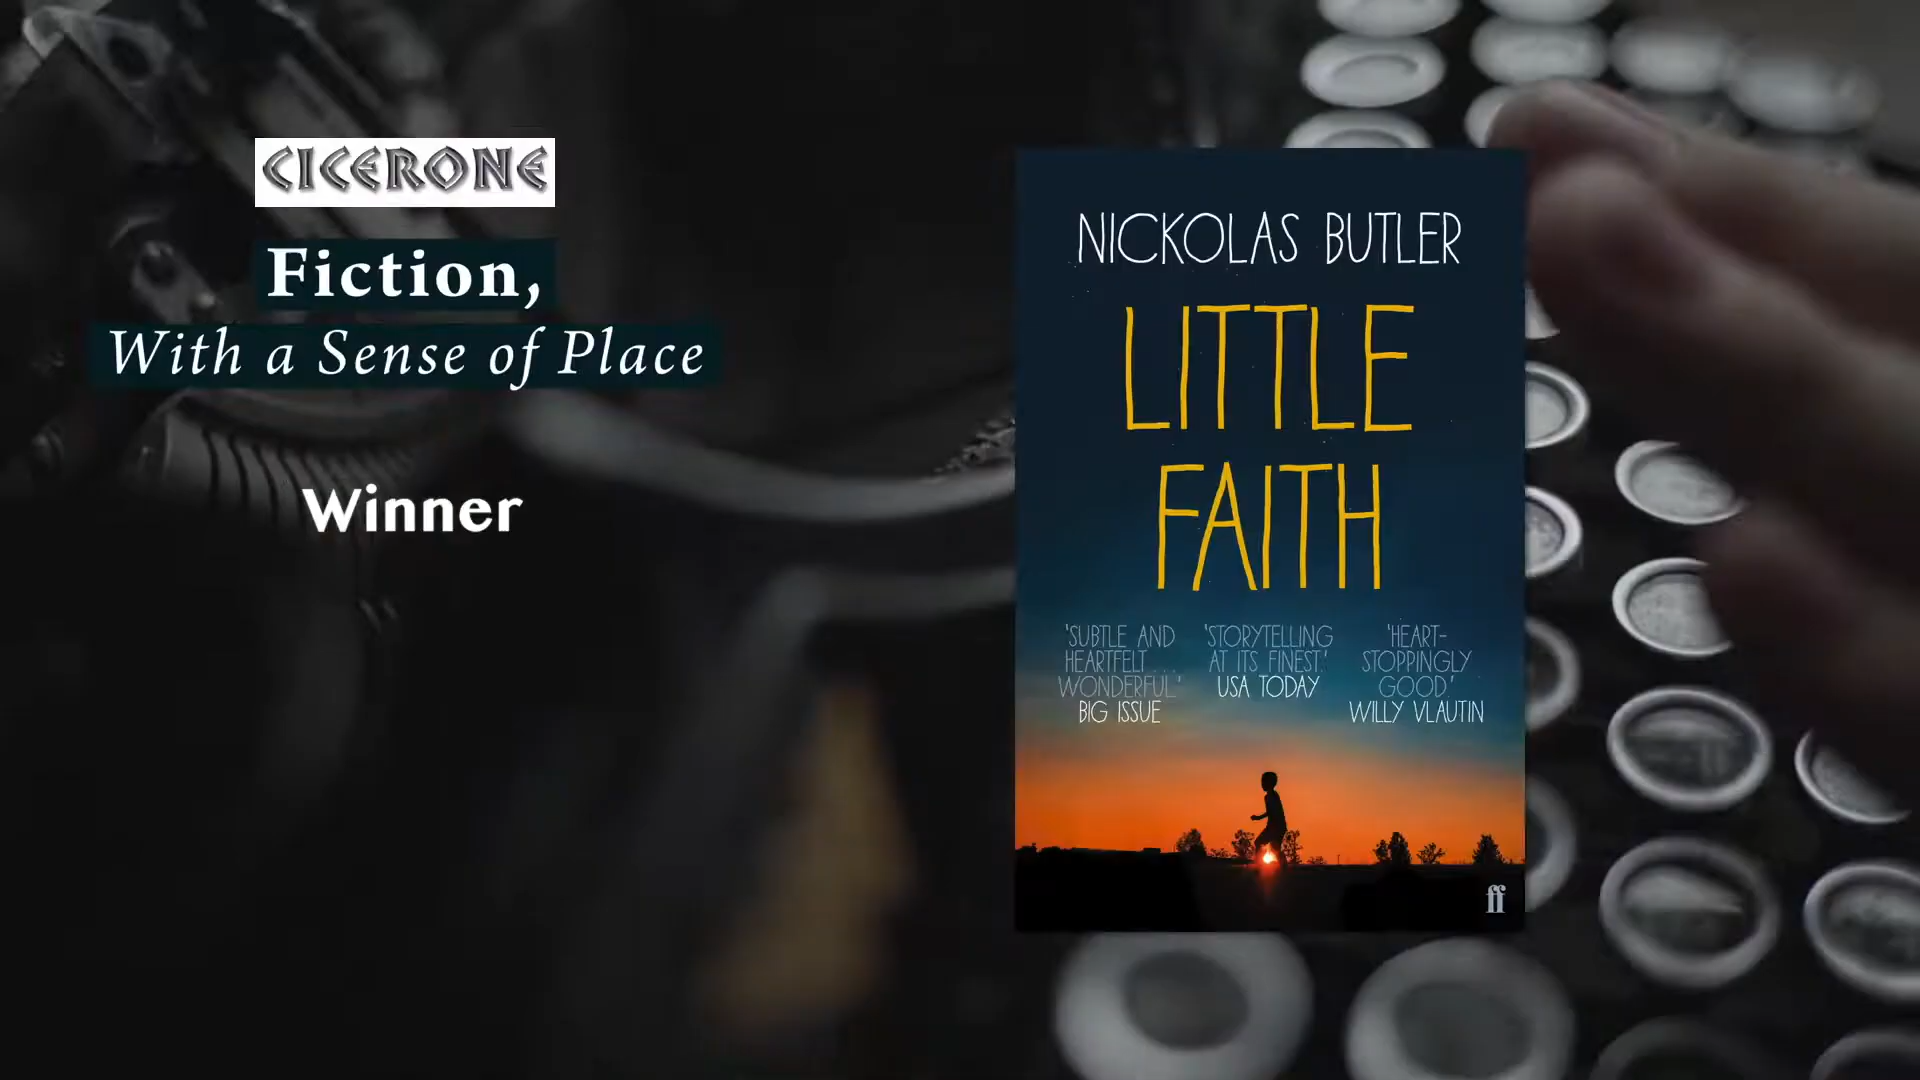 CICERONE
Fiction,
With a Sense of Place
Winner
NICKOLAS BUTLER
LITTLE
FAITH
'SUBTLE AND
HEARTFELT . . .
WONDERFUL'
BIG ISSUE
'STORYTELLING
AT ITS FINEST.'
USA TODAY
'HEART-
STOPPINGLY
GOOD'
WILLY VLAUTIN
ff